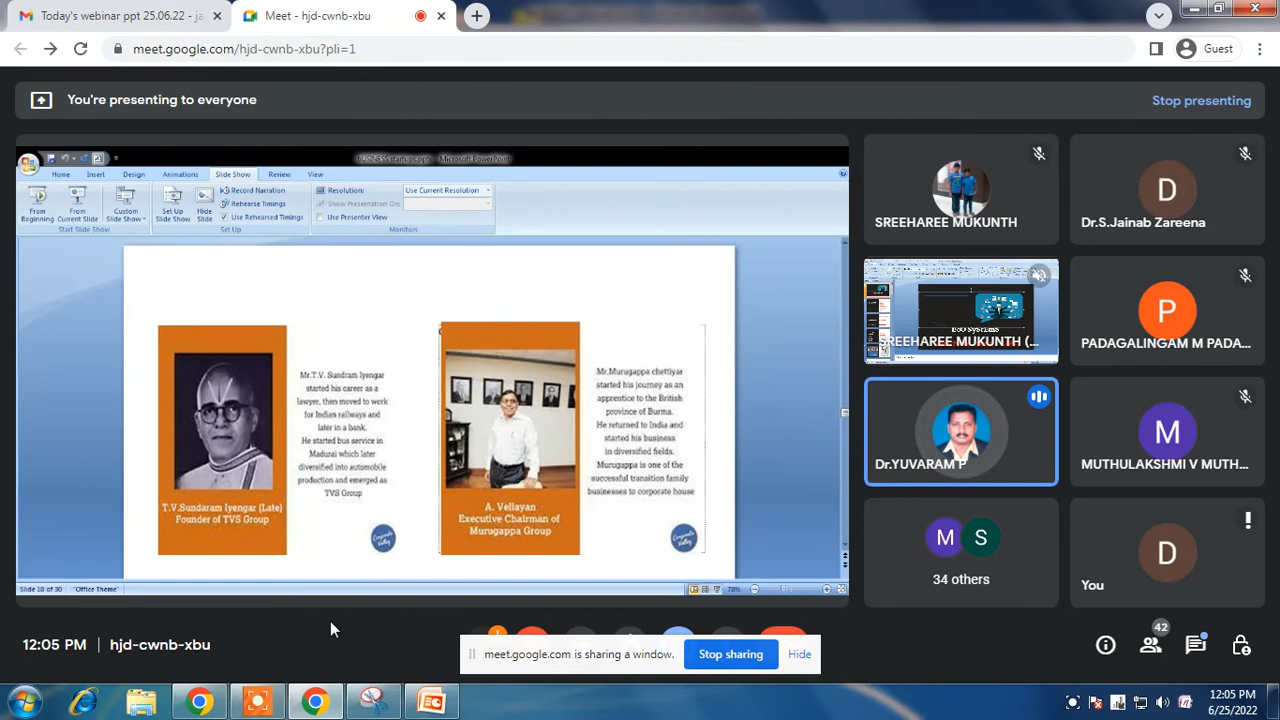 Today's webinar ppt 25.06.22 - ja
Meet - hjd-cwnb-xbu
meet.google.com/hjd-cwnb-xbu?pli=1
Guest
You're presenting to everyone
Stop presenting
BUSINESS startups.ppt - Microsoft PowerPoint
Home Insert Design Animations Slide Show Review View
From Beginning
From Current Slide
Custom Slide Show
Start Slide Show
Set Up Slide Show
Hide Slide
Record Narration
Rehearse Timings
Use Rehearsed Timings
Set Up
Resolution:
Use Current Resolution
Show Presentation On:
Use Presenter View
Monitors
Mr.T.V. Sundram Iyengar
started his career as a
lawyer, then moved to work
for Indian railways and
later in a bank.
He started bus service in
Madurai which later
diversified into automobile
production and emerged as
TVS Group
T.V.Sundaram Iyengar (Late)
Founder of TVS Group
Corporate
Valley
Mr.Murugappa chettiyar
started his journey as an
apprentice to the British
province of Burma.
He returned to India and
started his business
in diversified fields.
Murugappa is one of the
successful transition family
businesses to corporate house
A. Vellayan
Executive Chairman of
Murugappa Group
Corporate
Valley
Slide 18 of 30
"Office Theme"
78%
SREEHAREE MUKUNTH
D
Dr.S.Jainab Zareena
SREEHAREE MUKUNTH (...
P
PADAGALINGAM M PADA...
Dr.YUVARAM P
M
MUTHULAKSHMI V MUTH...
M S
34 others
D
You
12:05 PM | hjd-cwnb-xbu
meet.google.com is sharing a window.
Stop sharing
Hide
42
12:05 PM
6/25/2022